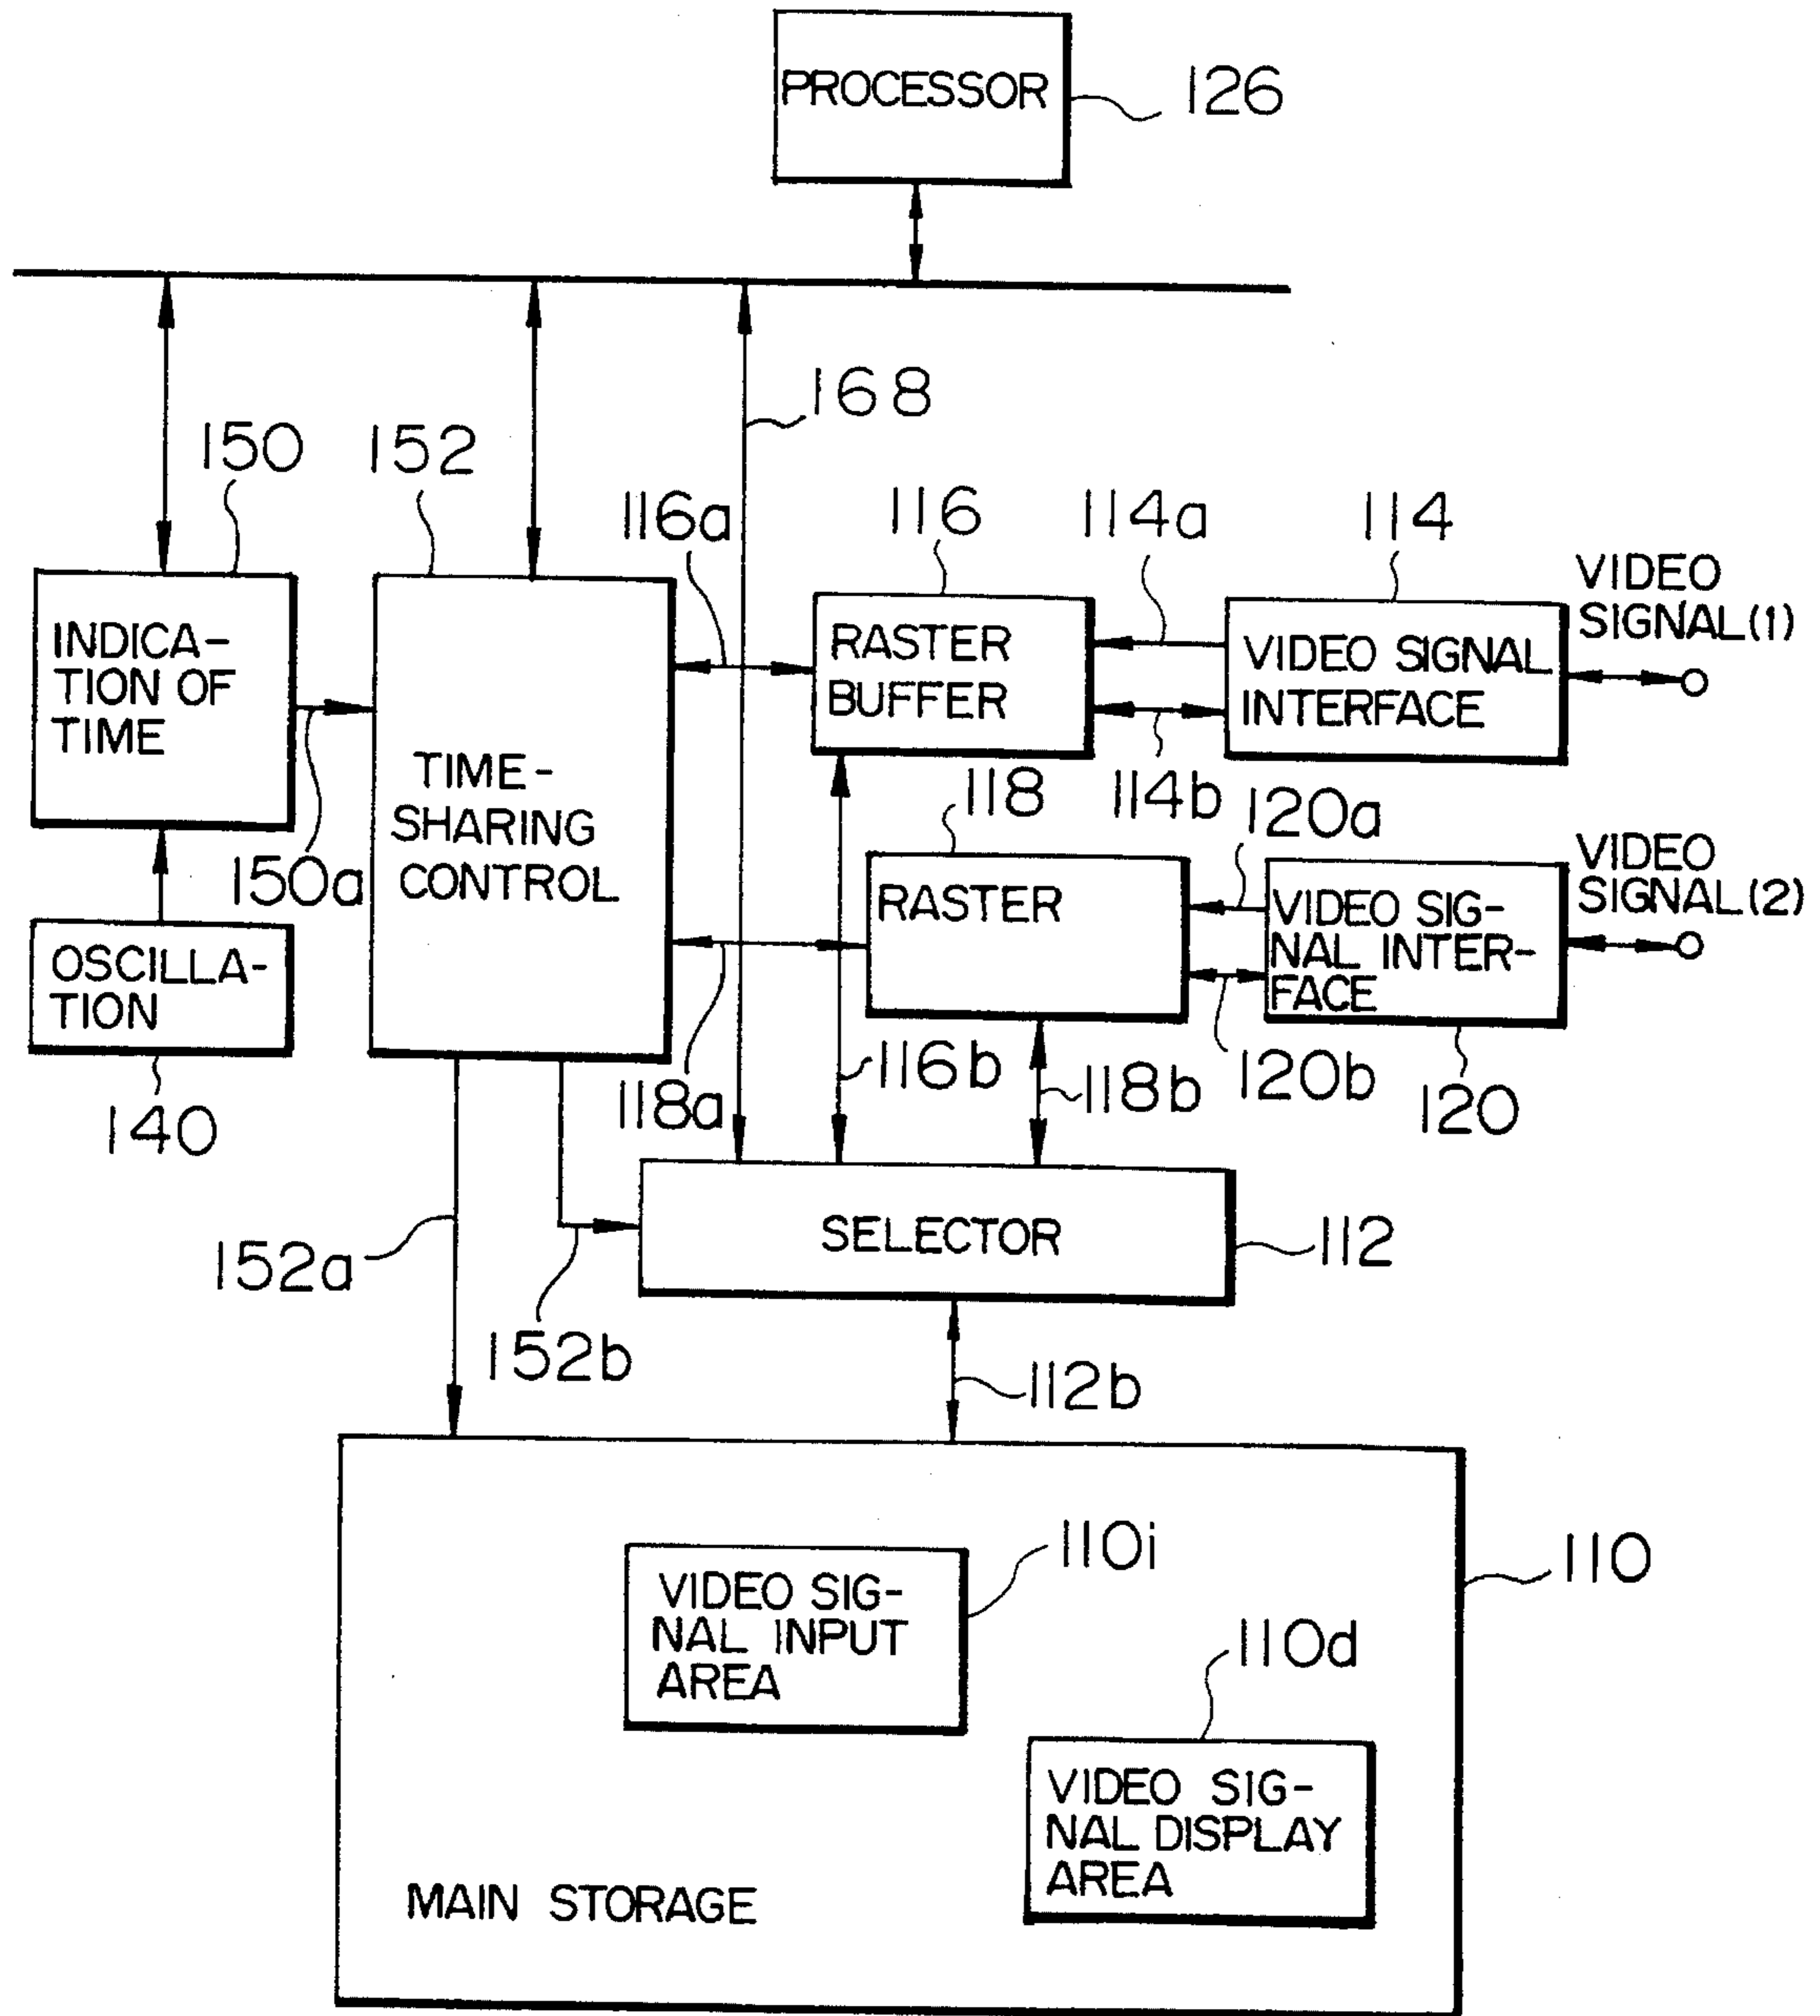 PROCESSOR
126
168
150
152
116a
116
114a
114
VIDEO
SIGNAL(1)
INDICA-
TION OF
TIME
RASTER
BUFFER
VIDEO SIGNAL
INTERFACE
TIME-
SHARING
CONTROL
150a
118
114b
120a
VIDEO
SIGNAL(2)
RASTER
VIDEO SIG-
NAL INTER-
FACE
OSCILLA-
TION
140
118a
116b
118b
120b
120
SELECTOR
112
152a
152b
112b
110i
110
VIDEO SIG-
NAL INPUT
AREA
110d
VIDEO SIG-
NAL DISPLAY
AREA
MAIN STORAGE